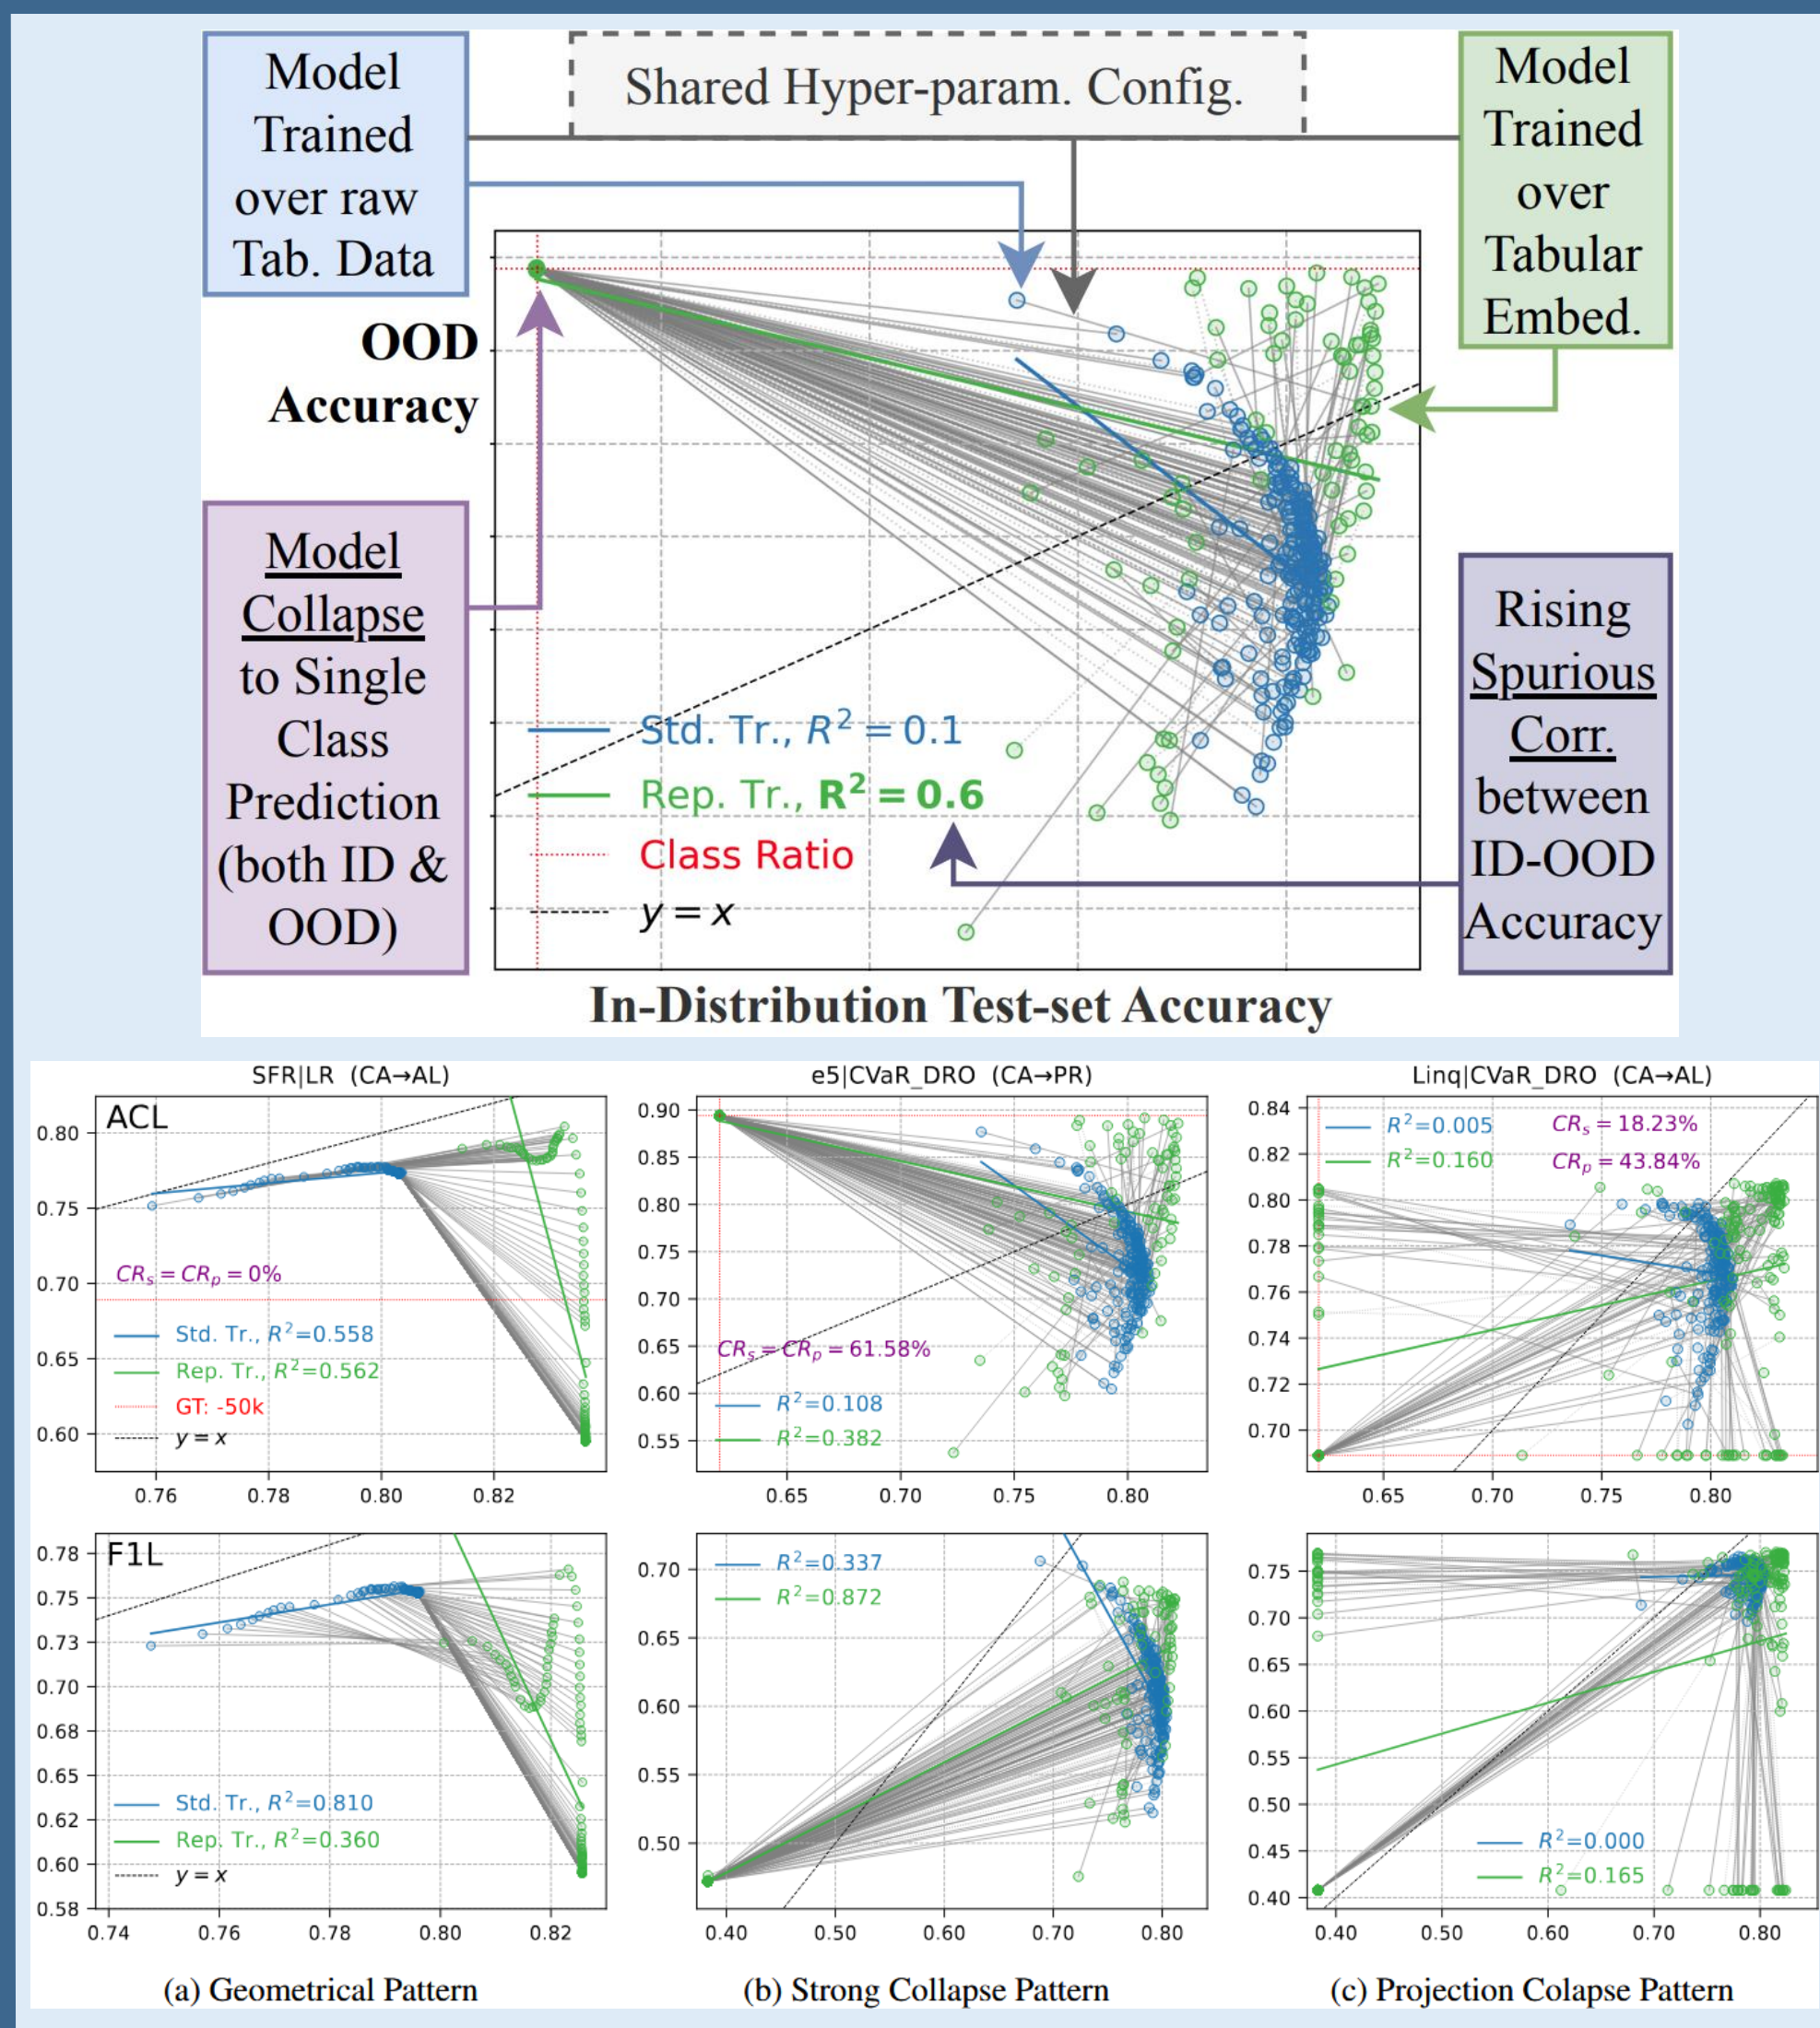 Model
Trained
over raw
Tab. Data
Shared Hyper-param. Config.
Model
Trained
over
Tabular
Embed.
OOD
Accuracy
Model
Collapse
to Single
Class
Prediction
(both ID &
OOD)
Std. Tr., R² = 0.1
Rep. Tr., R² = 0.6
Class Ratio
y = x
Rising
Spurious
Corr.
between
ID-OOD
Accuracy
In-Distribution Test-set Accuracy
SFR|LR (CA→AL)
ACL
0.80
0.75
0.70
0.65
0.60
CRₛ = CRₚ = 0%
Std. Tr., R²=0.558
Rep. Tr., R²=0.562
GT: -50k
y = x
0.76 0.78 0.80 0.82
e5|CVaR_DRO (CA→PR)
0.90
0.85
0.80
0.75
0.70
0.65
0.60
0.55
CRₛ = CRₚ = 61.58%
R²=0.108
R²=0.382
0.65 0.70 0.75 0.80
Linq|CVaR_DRO (CA→AL)
0.84
0.82
0.80
0.78
0.76
0.74
0.72
0.70
R²=0.005
R²=0.160
CRₛ = 18.23%
CRₚ = 43.84%
0.65 0.70 0.75 0.80
F1L
0.78
0.75
0.73
0.70
0.68
0.65
0.62
0.60
0.58
Std. Tr., R²=0.810
Rep. Tr., R²=0.360
y = x
0.74 0.76 0.78 0.80 0.82
0.70
0.65
0.60
0.55
0.50
R²=0.337
R²=0.872
0.40 0.50 0.60 0.70 0.80
0.75
0.70
0.65
0.60
0.55
0.50
0.45
0.40
R²=0.000
R²=0.165
0.40 0.50 0.60 0.70 0.80
(a) Geometrical Pattern
(b) Strong Collapse Pattern
(c) Projection Colapse Pattern